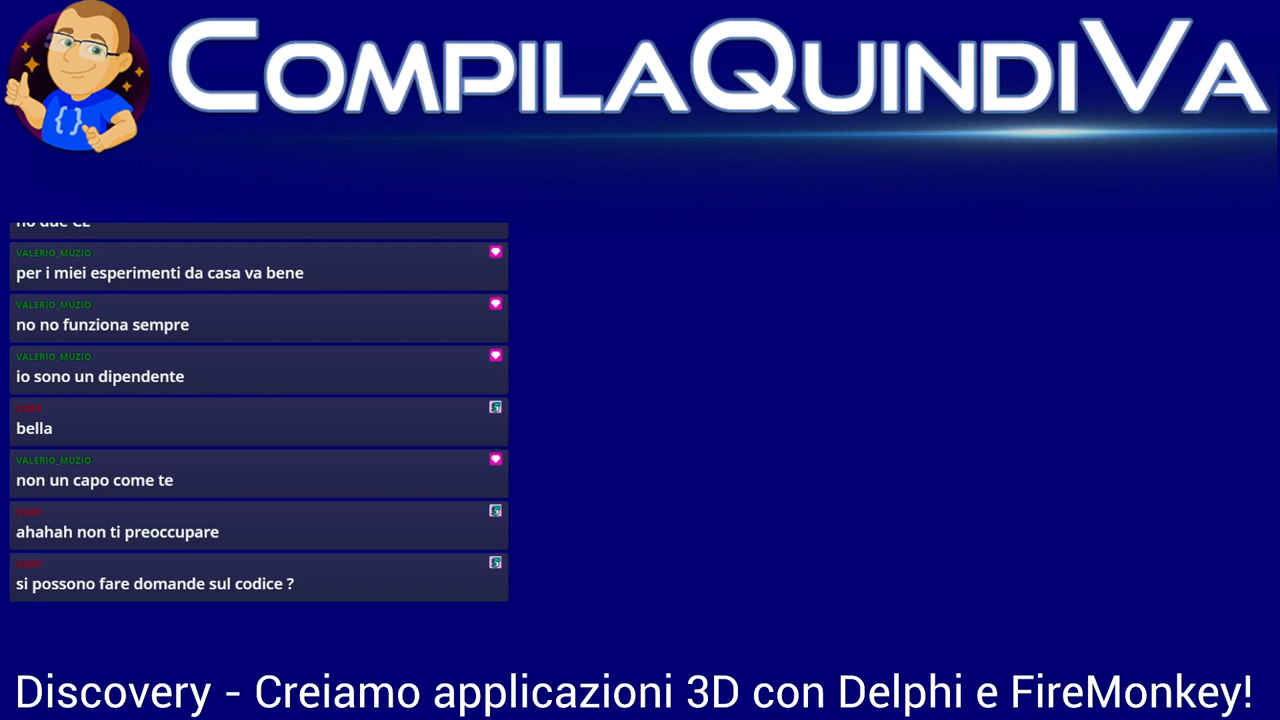 CompilaQuindiVa
{ }
VALERIO_MUZIO
per i miei esperimenti da casa va bene
VALERIO_MUZIO
no no funziona sempre
VALERIO_MUZIO
io sono un dipendente
bella
VALERIO_MUZIO
non un capo come te
ahahah non ti preoccupare
si possono fare domande sul codice ?
Discovery - Creiamo applicazioni 3D con Delphi e FireMonkey!